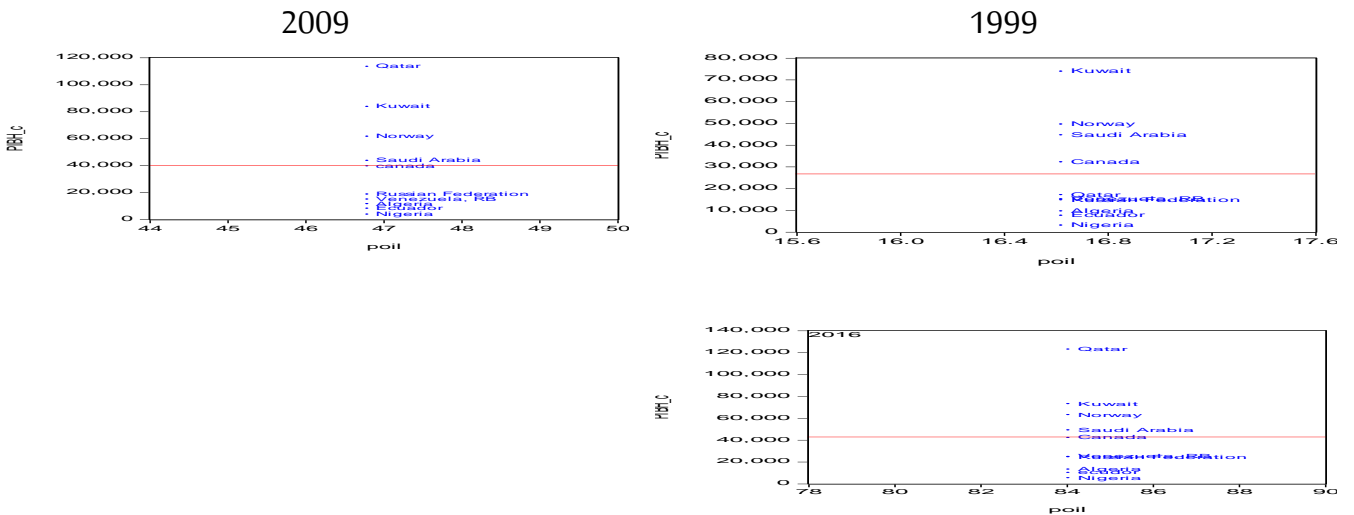 2009
120,000
100,000
80,000
60,000
40,000
20,000
0
PIBH_c
Qatar
Kuwait
Norway
Saudi Arabia
canada
Russian Federation
Venezuela, RB
Algeria
Ecuador
Nigeria
44 45 46 47 48 49 50
poil
1999
80,000
70,000
60,000
50,000
40,000
30,000
20,000
10,000
0
PIBH_c
Kuwait
Norway
Saudi Arabia
Canada
Qatar
Russian Federation
Algeria
Ecuador
Nigeria
15.6 16.0 16.4 16.8 17.2 17.6
poil
2016
140,000
120,000
100,000
80,000
60,000
40,000
20,000
0
PIBH_c
Qatar
Kuwait
Norway
Saudi Arabia
Canada
Venezuela, RB
Russian Federation
Algeria
ecuador
Nigeria
78 80 82 84 86 88 90
poil